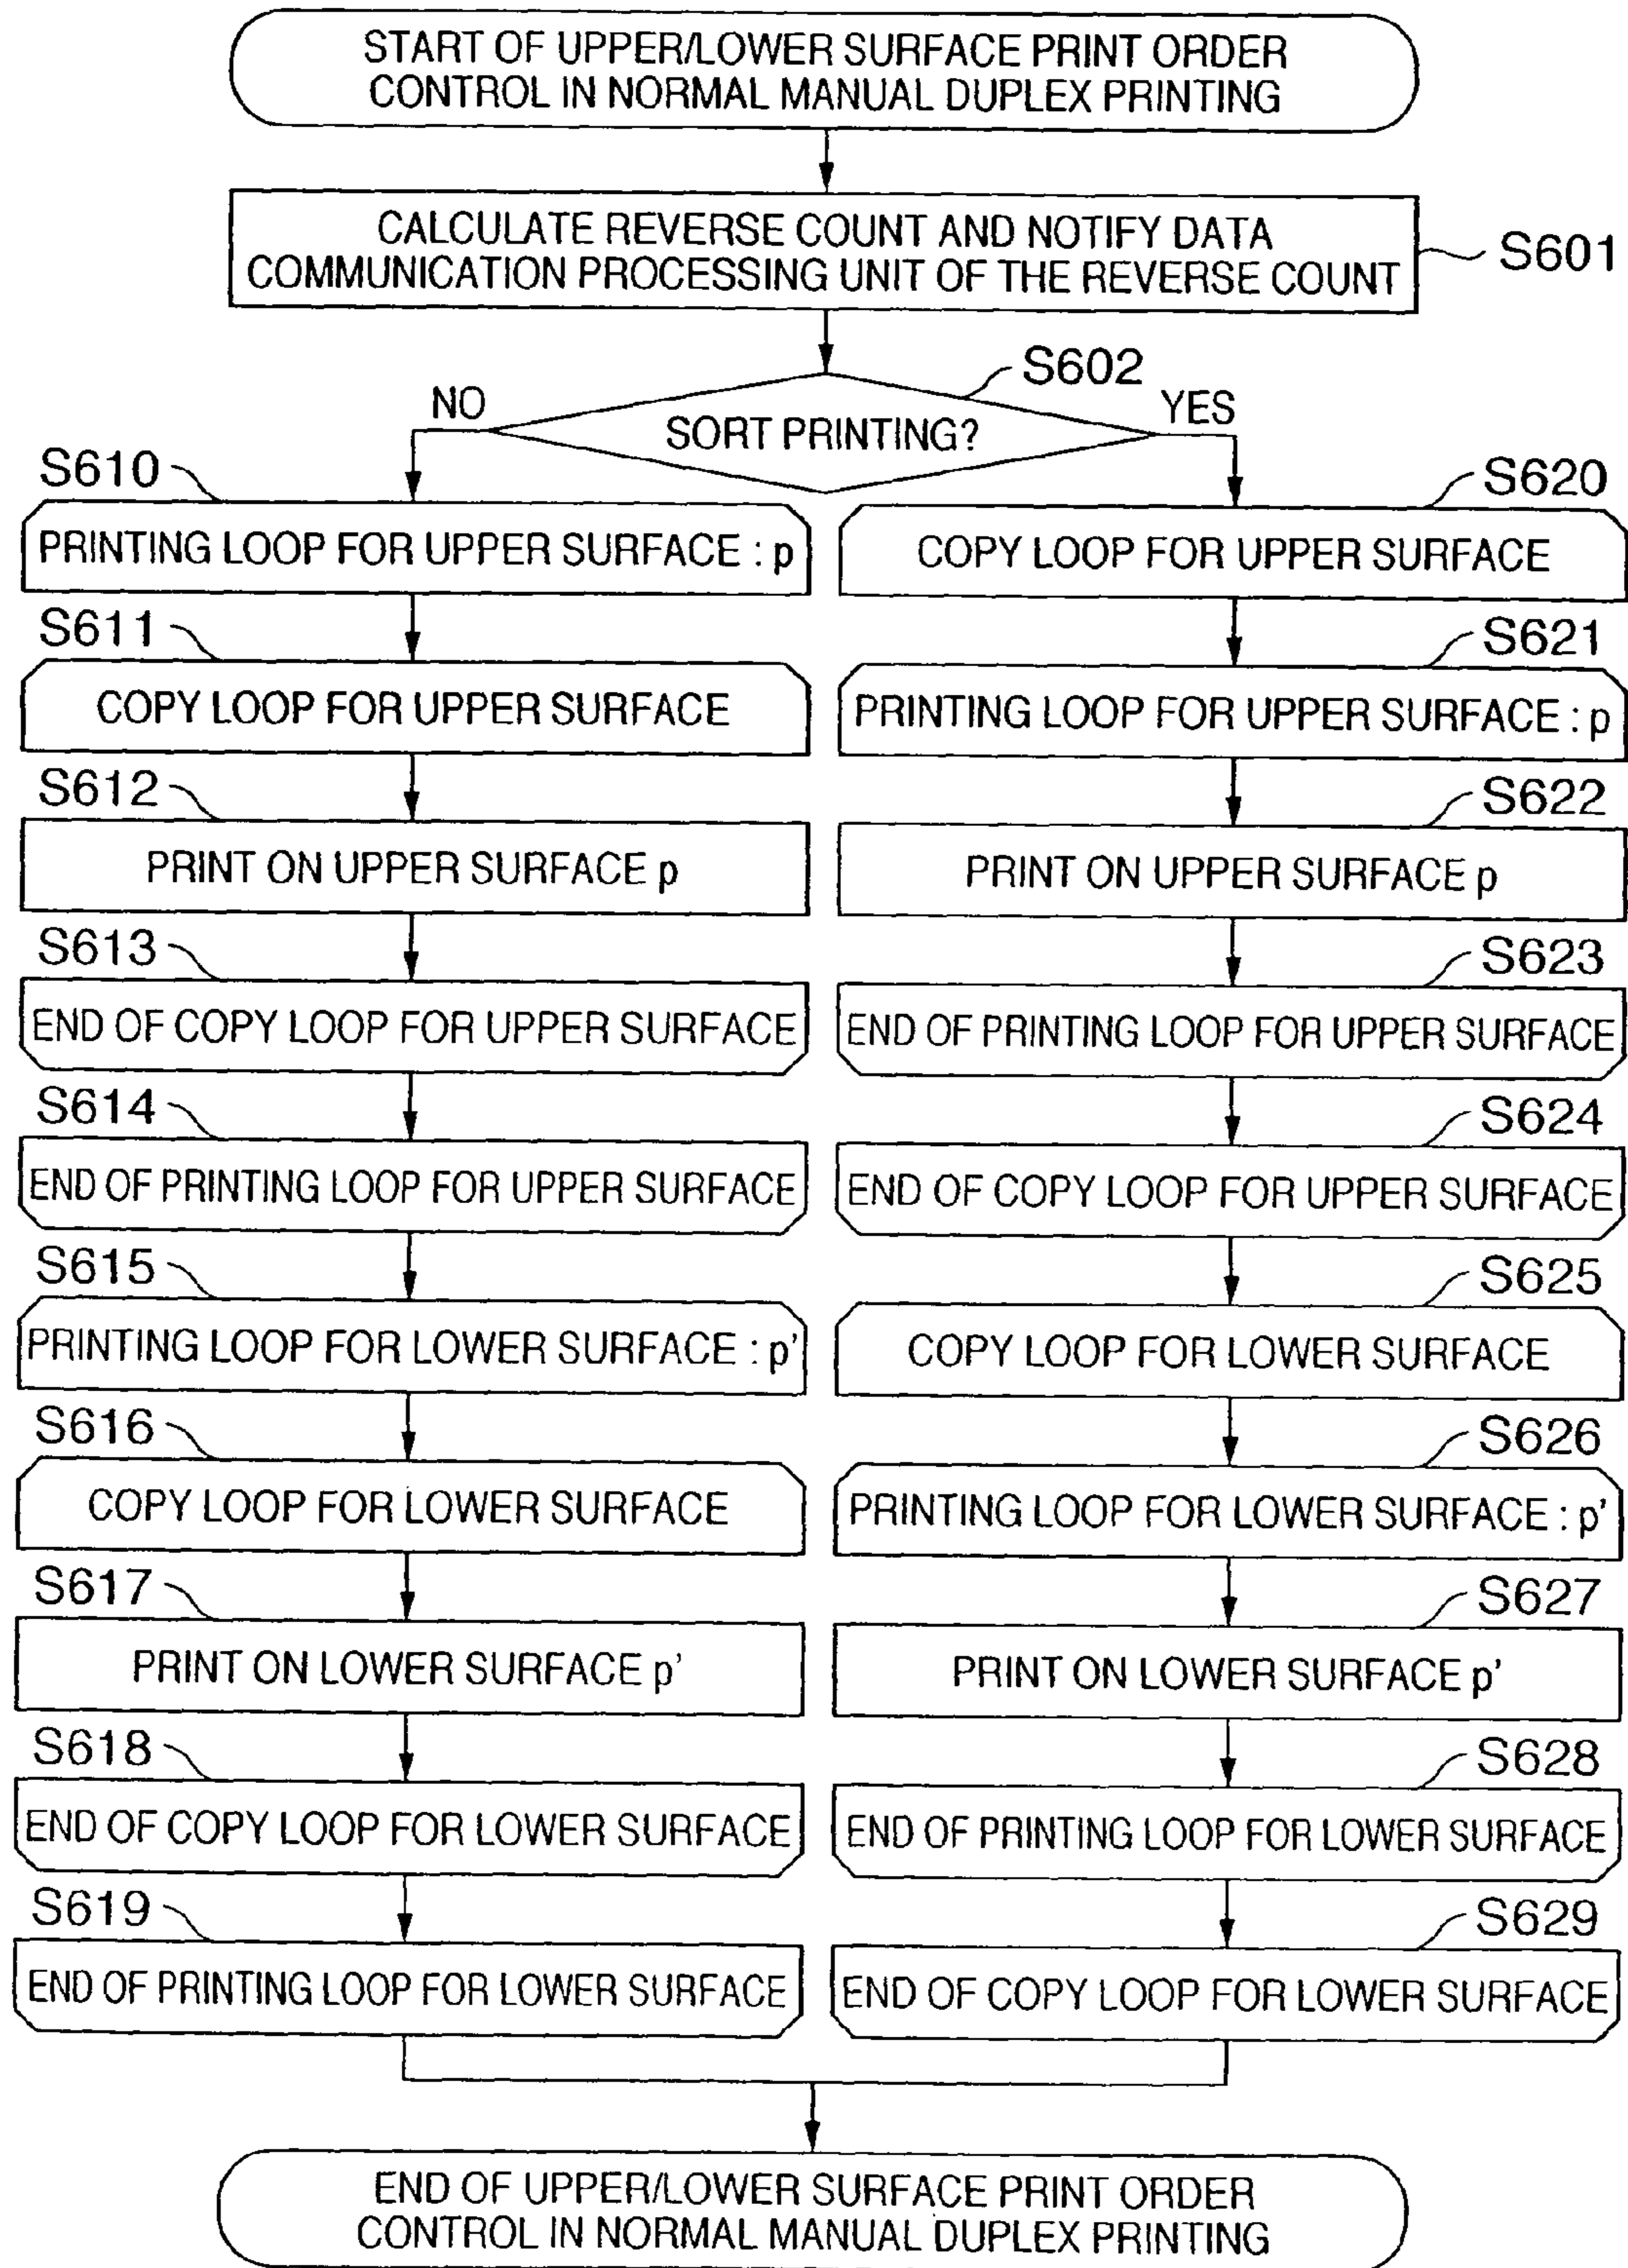 START OF UPPER/LOWER SURFACE PRINT ORDER
CONTROL IN NORMAL MANUAL DUPLEX PRINTING
CALCULATE REVERSE COUNT AND NOTIFY DATA
COMMUNICATION PROCESSING UNIT OF THE REVERSE COUNT
S601
S602
NO
YES
SORT PRINTING?
S610
PRINTING LOOP FOR UPPER SURFACE : p
S611
COPY LOOP FOR UPPER SURFACE
S612
PRINT ON UPPER SURFACE p
S613
END OF COPY LOOP FOR UPPER SURFACE
S614
END OF PRINTING LOOP FOR UPPER SURFACE
S615
PRINTING LOOP FOR LOWER SURFACE : p'
S616
COPY LOOP FOR LOWER SURFACE
S617
PRINT ON LOWER SURFACE p'
S618
END OF COPY LOOP FOR LOWER SURFACE
S619
END OF PRINTING LOOP FOR LOWER SURFACE
S620
COPY LOOP FOR UPPER SURFACE
S621
PRINTING LOOP FOR UPPER SURFACE : p
S622
PRINT ON UPPER SURFACE p
S623
END OF PRINTING LOOP FOR UPPER SURFACE
S624
END OF COPY LOOP FOR UPPER SURFACE
S625
COPY LOOP FOR LOWER SURFACE
S626
PRINTING LOOP FOR LOWER SURFACE : p'
S627
PRINT ON LOWER SURFACE p'
S628
END OF PRINTING LOOP FOR LOWER SURFACE
S629
END OF COPY LOOP FOR LOWER SURFACE
END OF UPPER/LOWER SURFACE PRINT ORDER
CONTROL IN NORMAL MANUAL DUPLEX PRINTING